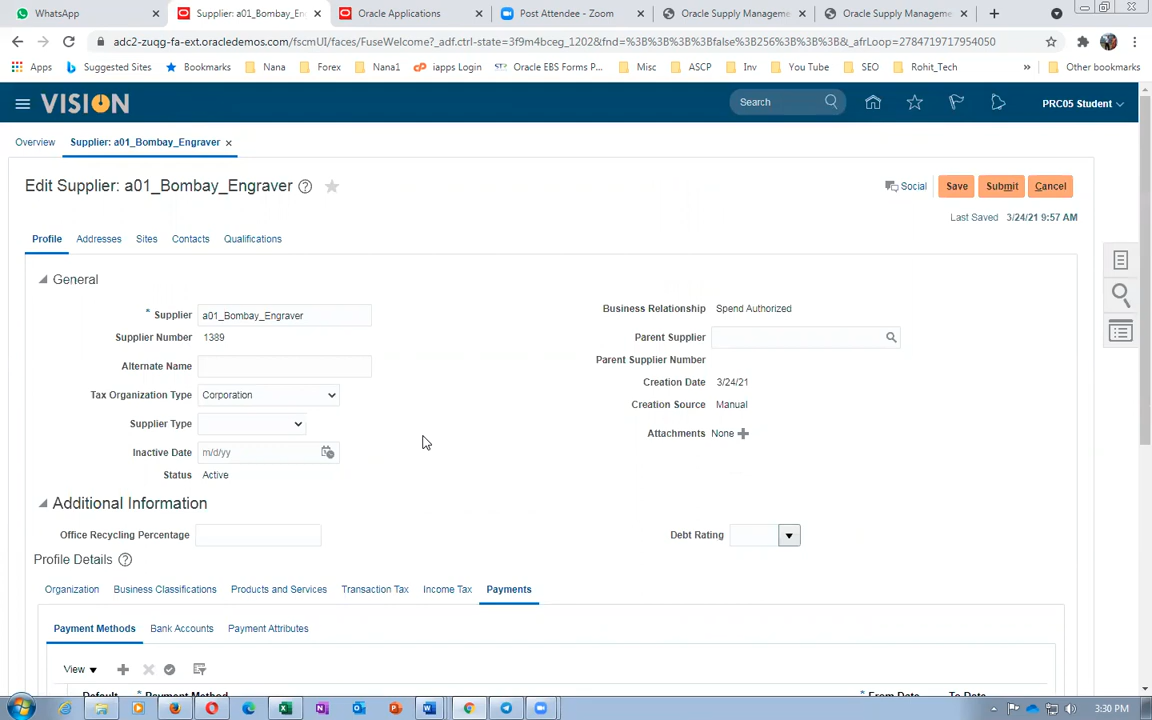 WhatsApp
Supplier: a01_Bombay_En
Oracle Applications
Post Attendee - Zoom
Oracle Supply Manageme
Oracle Supply Manageme
adc2-zuqg-fa-ext.oracledemos.com/fscmUI/faces/FuseWelcome?_adf.ctrl-state=3f9m4bceg_1202&fnd=%3B%3B%3B%3Bfalse%3B256%3B%3B%3B&_afrLoop=2784719717954050
Apps
Suggested Sites
Bookmarks
Nana
Forex
Nana1
iapps Login
Oracle EBS Forms P...
Misc
ASCP
Inv
You Tube
SEO
Rohit_Tech
»
Other bookmarks
VISION
Search
PRC05 Student
Overview
Supplier: a01_Bombay_Engraver
Edit Supplier: a01_Bombay_Engraver
Social
Save
Submit
Cancel
Last Saved 3/24/21 9:57 AM
Profile
Addresses
Sites
Contacts
Qualifications
General
* Supplier a01_Bombay_Engraver
Supplier Number 1389
Alternate Name
Tax Organization Type Corporation
Supplier Type
Inactive Date m/d/yy
Status Active
Business Relationship Spend Authorized
Parent Supplier
Parent Supplier Number
Creation Date 3/24/21
Creation Source Manual
Attachments None
Additional Information
Office Recycling Percentage
Debt Rating
Profile Details
Organization
Business Classifications
Products and Services
Transaction Tax
Income Tax
Payments
Payment Methods
Bank Accounts
Payment Attributes
View
Default
* Payment Method
* From Date
To Date
3:30 PM